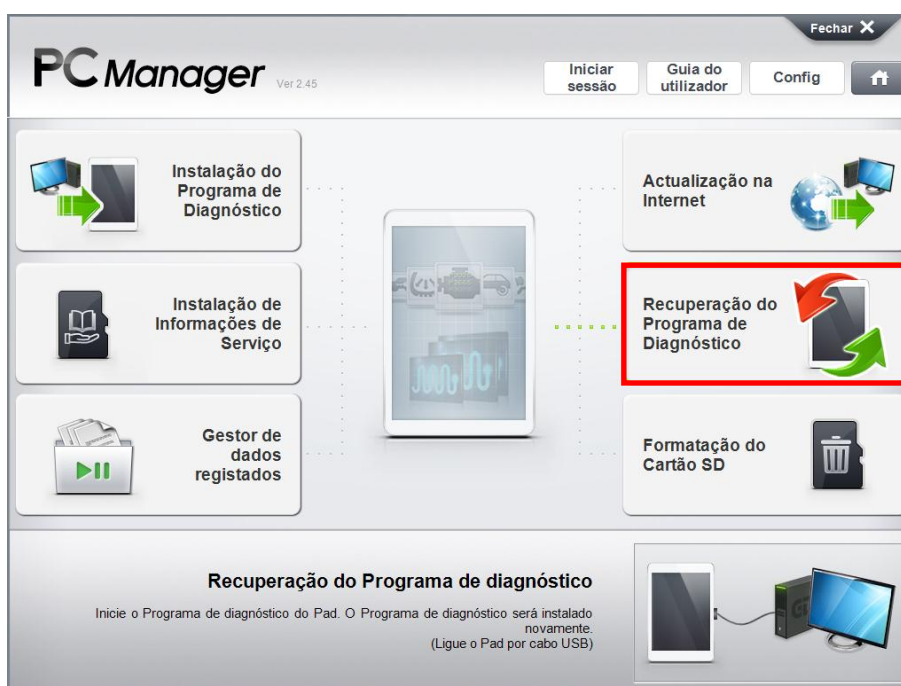 Fechar X
PC Manager Ver 2.45
Iniciar
sessão
Guia do
utilizador
Config
Instalação do
Programa de
Diagnóstico
Actualização na
Internet
Instalação de
Informações de
Serviço
Recuperação do
Programa de
Diagnóstico
Gestor de
dados
registados
Formatação do
Cartão SD
Recuperação do Programa de diagnóstico
Inicie o Programa de diagnóstico do Pad. O Programa de diagnóstico será instalado
novamente.
(Ligue o Pad por cabo USB)